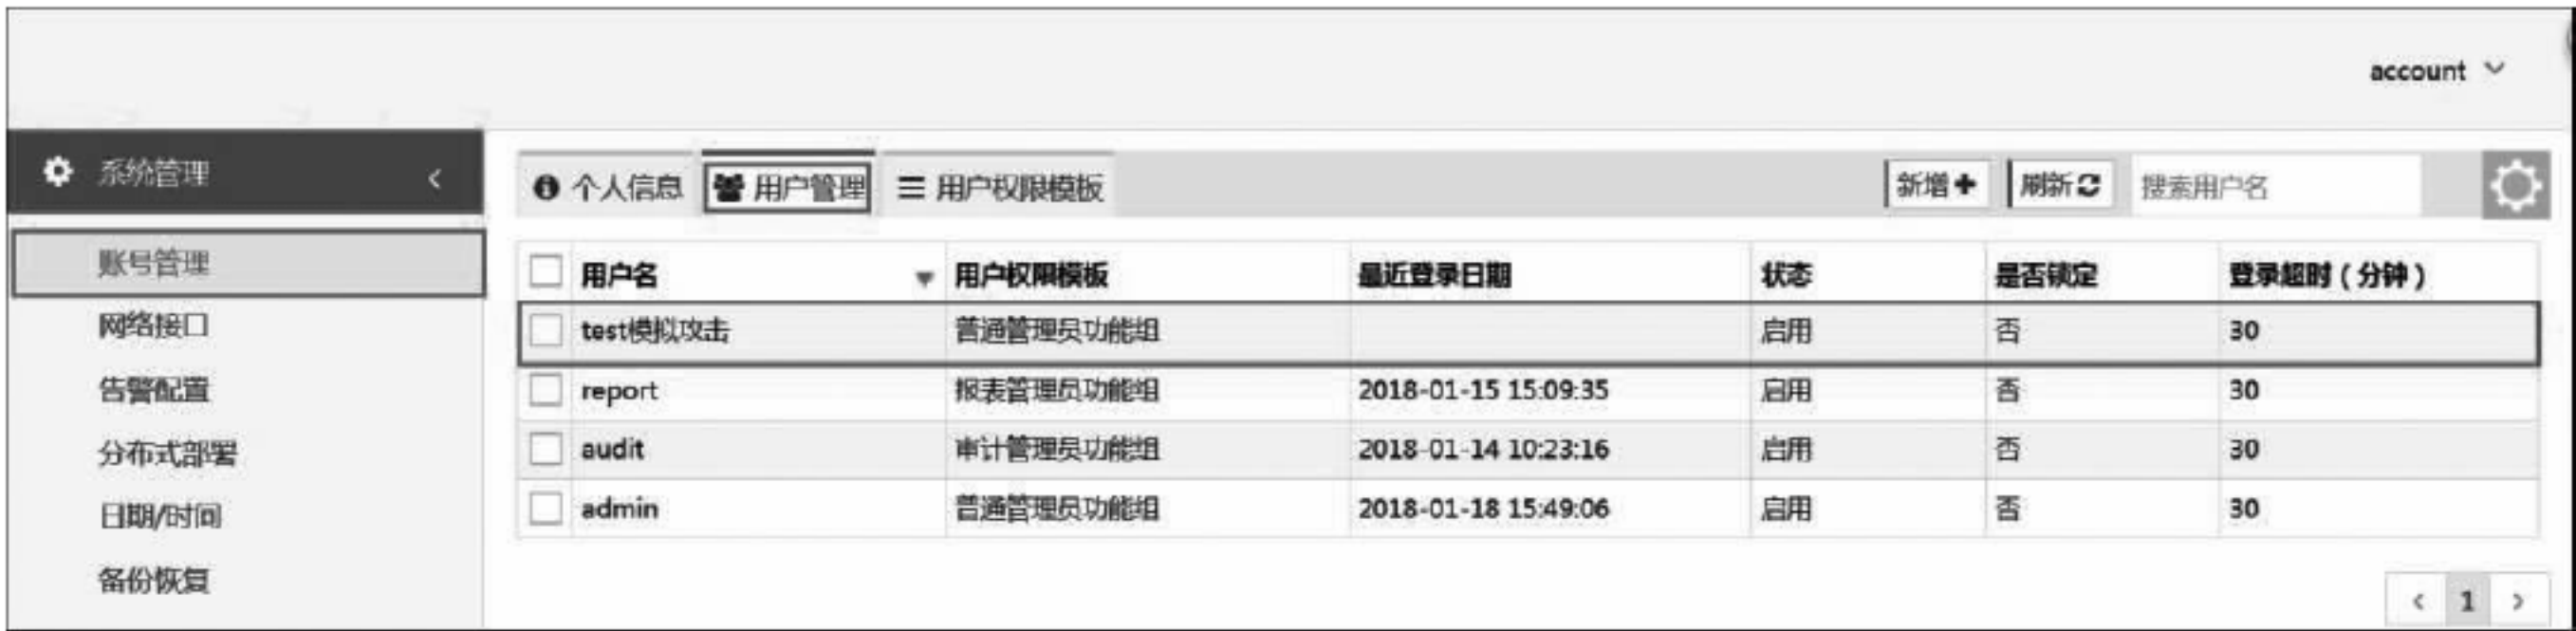 account
系统管理
账号管理
网络接口
告警配置
分布式部署
日期/时间
备份恢复
个人信息 用户管理 用户权限模板 新增 刷新 搜索用户名
用户名 用户权限模板 最近登录日期 状态 是否锁定 登录超时（分钟）
test模拟攻击 普通管理员功能组 启用 否 30
report 报表管理员功能组 2018-01-15 15:09:35 启用 否 30
audit 审计管理员功能组 2018-01-14 10:23:16 启用 否 30
admin 普通管理员功能组 2018-01-18 15:49:06 启用 否 30
< 1 >